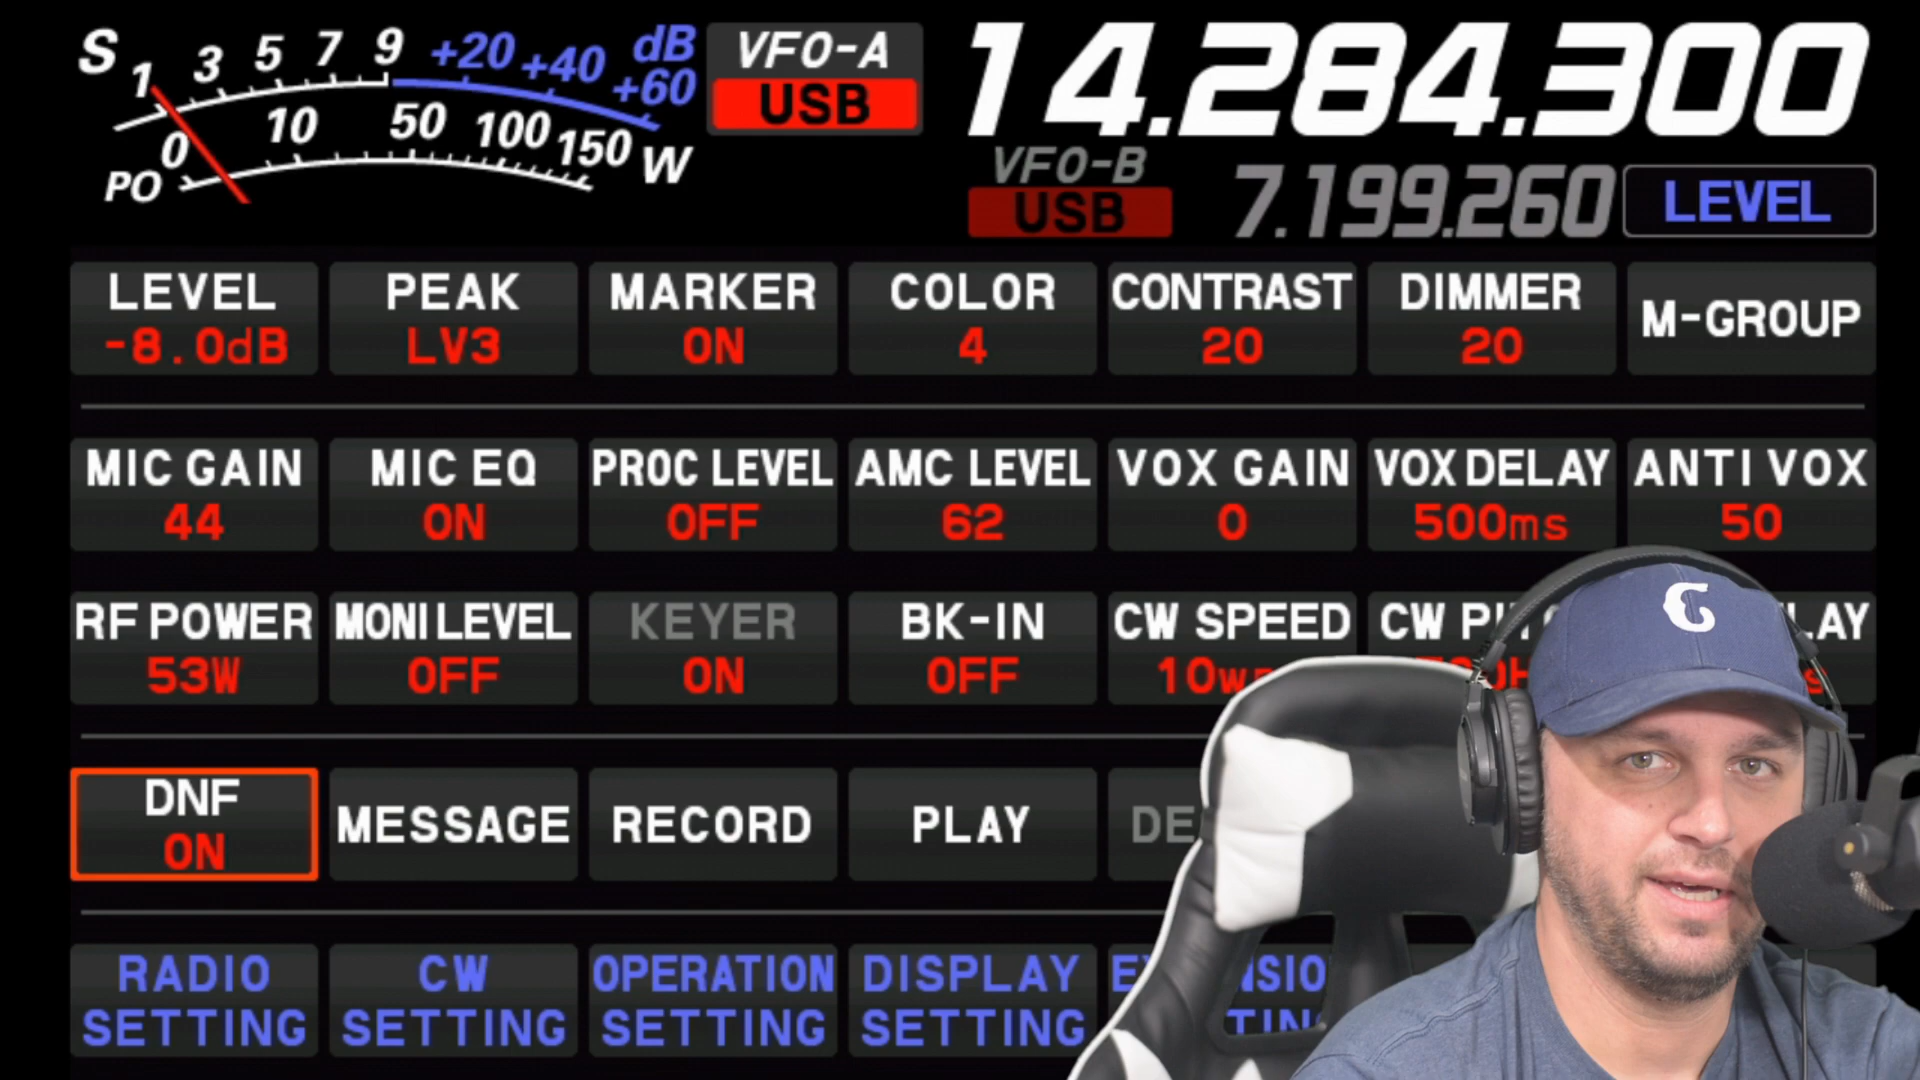 S 1 3 5 7 9 +20 +40 +60 dB
PO 0 10 50 100 150 W
VFO-A
USB
14.284.300
VFO-B
USB
7.199.260
LEVEL
LEVEL PEAK MARKER COLOR CONTRAST DIMMER M-GROUP
-8.0dB LV3 ON 4 20 20
MIC GAIN MIC EQ PROC LEVEL AMC LEVEL VOX GAIN VOX DELAY ANTI VOX
44 ON OFF 62 0 500ms 50
RF POWER MONI LEVEL KEYER BK-IN CW SPEED CW
53W OFF ON OFF 10
DNF
ON
MESSAGE RECORD PLAY
RADIO CW OPERATION DISPLAY
SETTING SETTING SETTING SETTING